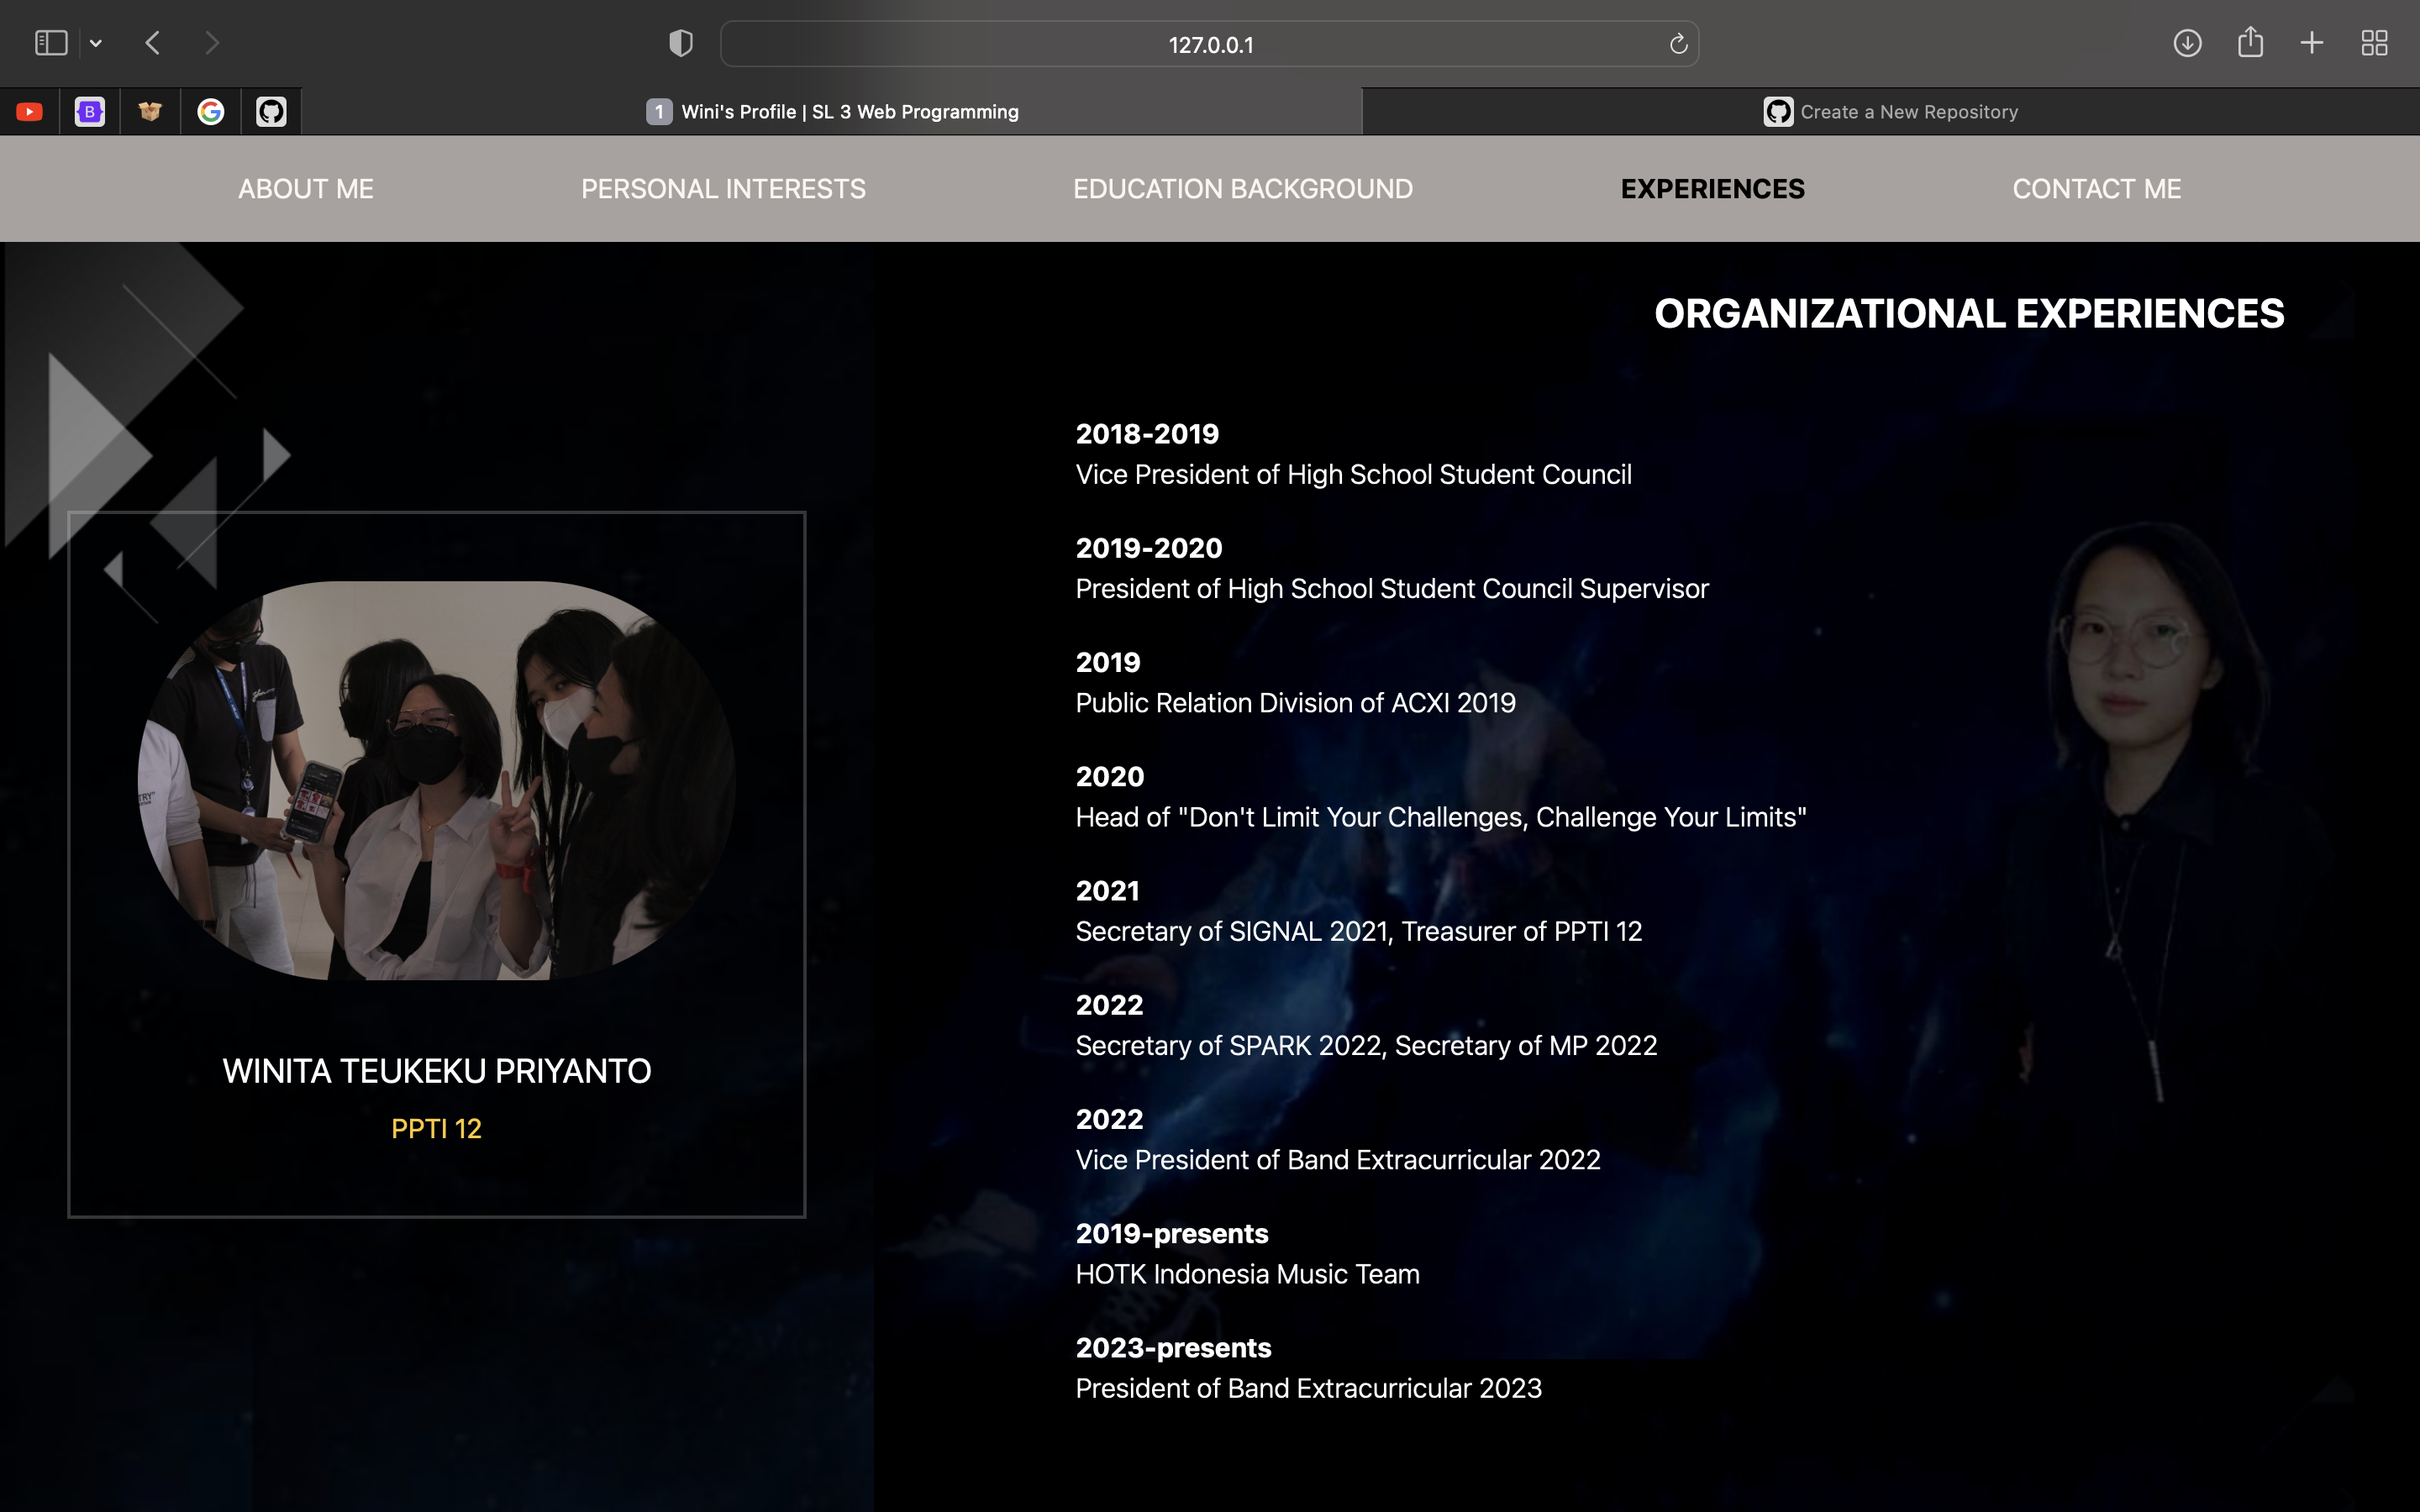 127.0.0.1
B
1 Wini's Profile | SL 3 Web Programming
Create a New Repository
ABOUT ME
PERSONAL INTERESTS
EDUCATION BACKGROUND
EXPERIENCES
CONTACT ME
ORGANIZATIONAL EXPERIENCES
2018-2019
Vice President of High School Student Council
2019-2020
President of High School Student Council Supervisor
2019
Public Relation Division of ACXI 2019
2020
Head of "Don't Limit Your Challenges, Challenge Your Limits"
2021
Secretary of SIGNAL 2021, Treasurer of PPTI 12
2022
Secretary of SPARK 2022, Secretary of MP 2022
2022
Vice President of Band Extracurricular 2022
2019-presents
HOTK Indonesia Music Team
2023-presents
President of Band Extracurricular 2023
WINITA TEUKEKU PRIYANTO
PPTI 12